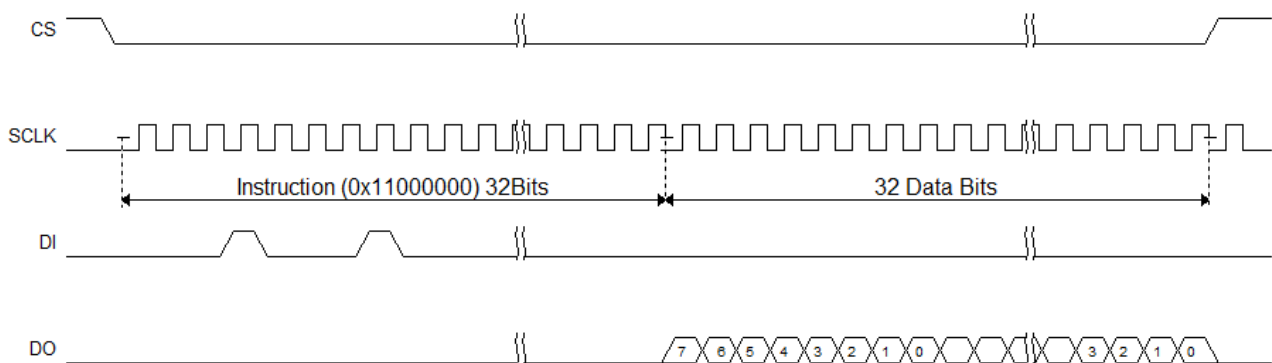 CS
SCLK
Instruction (0x11000000) 32Bits
32 Data Bits
DI
DO
7 6 5 4 3 2 1 0 3 2 1 0